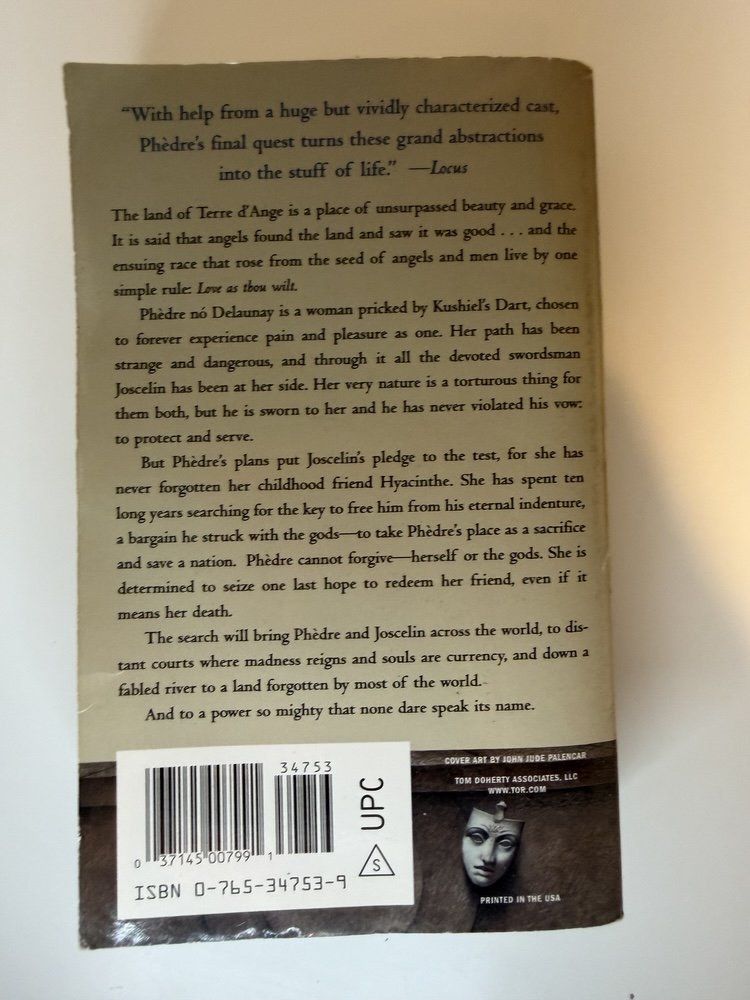 “With help from a huge but vividly characterized cast,
Phèdre's final quest turns these grand abstractions
into the stuff of life.” —Locus
The land of Terre d'Ange is a place of unsurpassed beauty and grace.
It is said that angels found the land and saw it was good . . . and the
ensuing race that rose from the seed of angels and men live by one
simple rule: Love as thou wilt.
Phèdre nó Delaunay is a woman pricked by Kushiel's Dart, chosen
to forever experience pain and pleasure as one. Her path has been
strange and dangerous, and through it all the devoted swordsman
Joscelin has been at her side. Her very nature is a torturous thing for
them both, but he is sworn to her and he has never violated his vow:
to protect and serve.
But Phèdre's plans put Joscelin's pledge to the test, for she has
never forgotten her childhood friend Hyacinthe. She has spent ten
long years searching for the key to free him from his eternal indenture,
a bargain he struck with the gods—to take Phèdre's place as a sacrifice
and save a nation. Phèdre cannot forgive—herself or the gods. She is
determined to seize one last hope to redeem her friend, even if it
means her death.
The search will bring Phèdre and Joscelin across the world, to dis-
tant courts where madness reigns and souls are currency, and down a
fabled river to a land forgotten by most of the world.
And to a power so mighty that none dare speak its name.
34753
UPC
S
0 37145 00799 1
ISBN 0-765-34753-9
COVER ART BY JOHN JUDE PALENCAR
TOM DOHERTY ASSOCIATES, LLC
WWW.TOR.COM
PRINTED IN THE USA